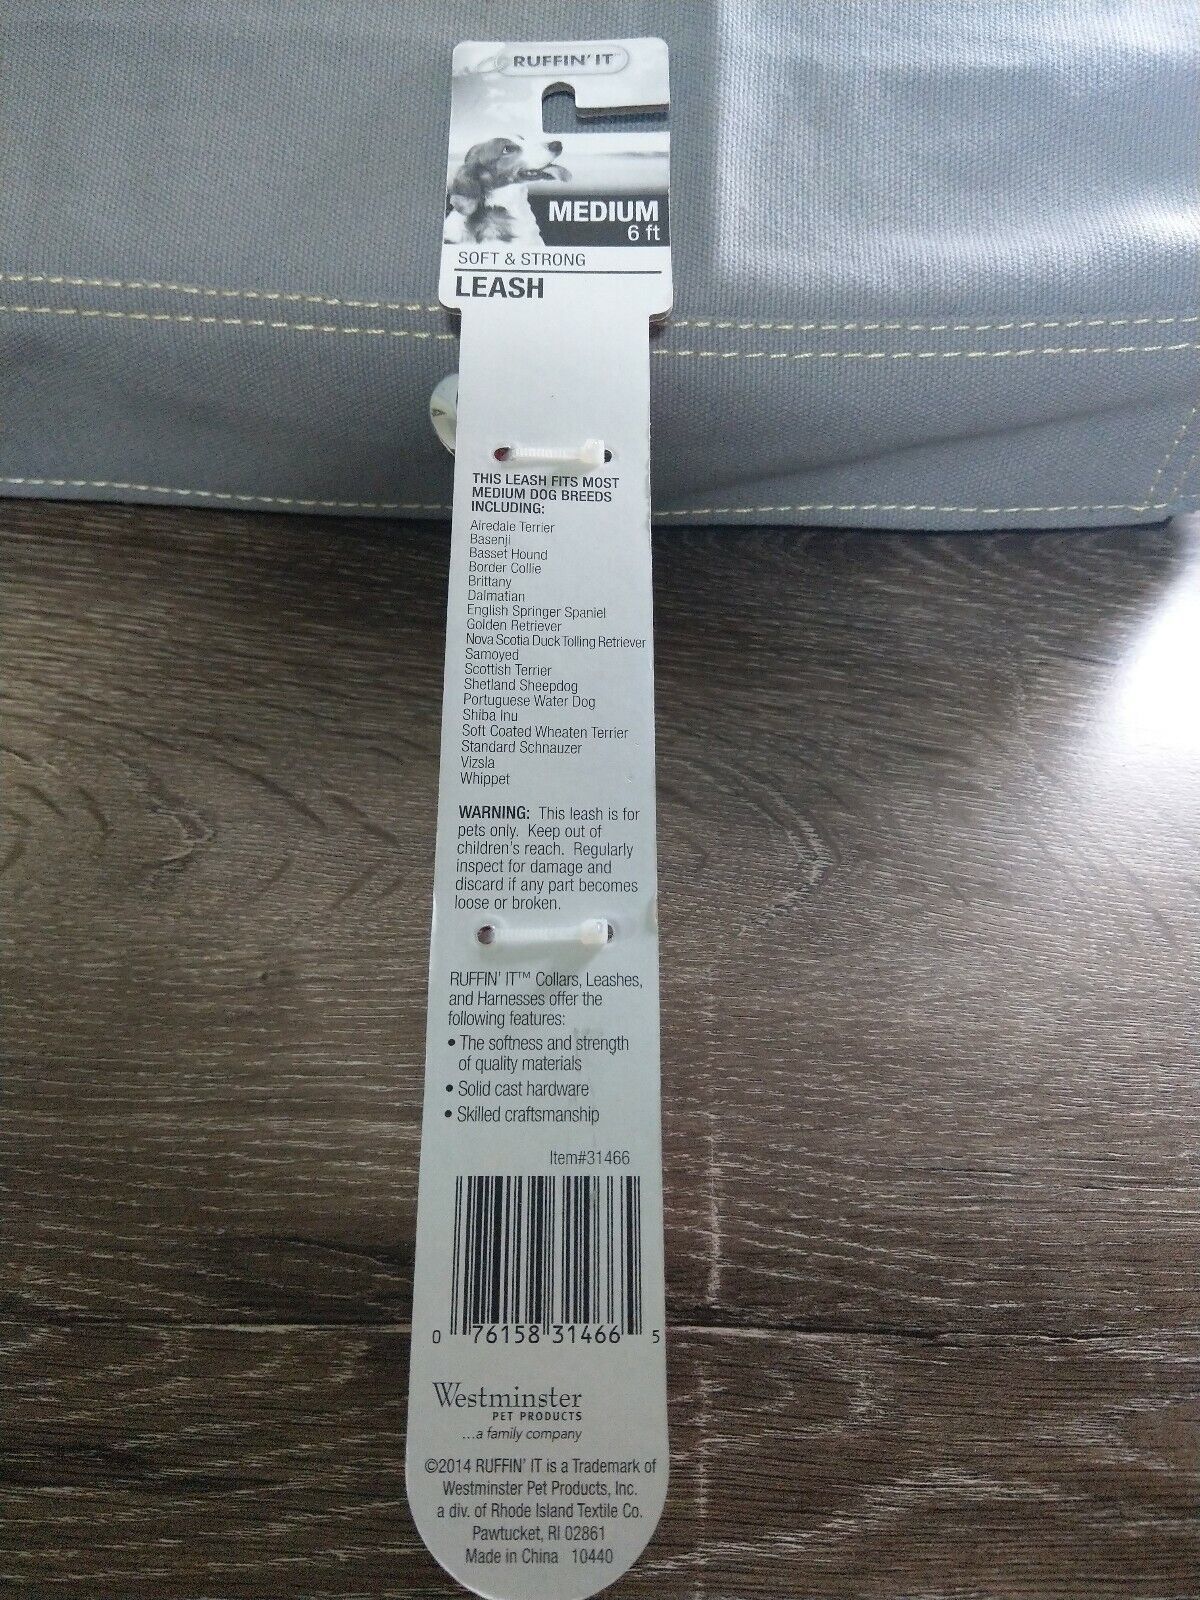 RUFFIN' IT™
MEDIUM
6 ft
SOFT & STRONG
LEASH
THIS LEASH FITS MOST
MEDIUM DOG BREEDS
INCLUDING:
Airedale Terrier
Basenji
Basset Hound
Border Collie
Brittany
Dalmatian
English Springer Spaniel
Golden Retriever
Nova Scotia Duck Tolling Retriever
Samoyed
Scottish Terrier
Shetland Sheepdog
Portuguese Water Dog
Shiba Inu
Soft Coated Wheaten Terrier
Standard Schnauzer
Vizsla
Whippet
WARNING: This leash is for
pets only. Keep out of
children's reach. Regularly
inspect for damage and
discard if any part becomes
loose or broken.
RUFFIN' IT™ Collars, Leashes,
and Harnesses offer the
following features:
• The softness and strength
of quality materials
• Solid cast hardware
• Skilled craftsmanship
Item#31466
0 76158 31466 5
Westminster
PET PRODUCTS
...a family company
©2014 RUFFIN' IT is a Trademark of
Westminster Pet Products, Inc.
a div. of Rhode Island Textile Co.
Pawtucket, RI 02861
Made in China 10440